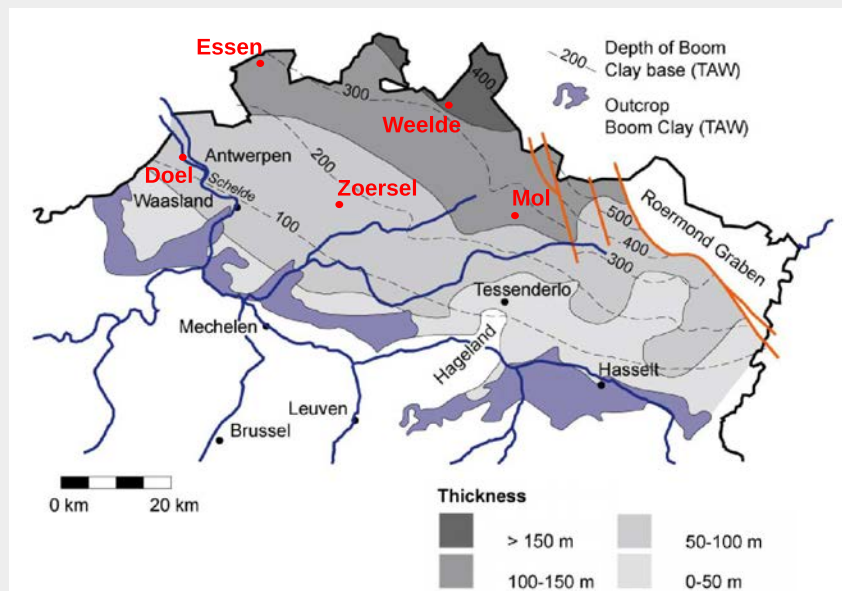 Essen
400
200
Depth of Boom
Clay base (TAW)
300
Outcrop
Boom Clay (TAW)
Weelde
Antwerpen
200
Doel
Schelde
Zoersel
Waasland
Mol
100
500
Roermond Graben
400
300
Tessenderlo
Mechelen
Hageland
Hasselt
Leuven
Brussel
0 km
20 km
Thickness
> 150 m
50-100 m
100-150 m
0-50 m